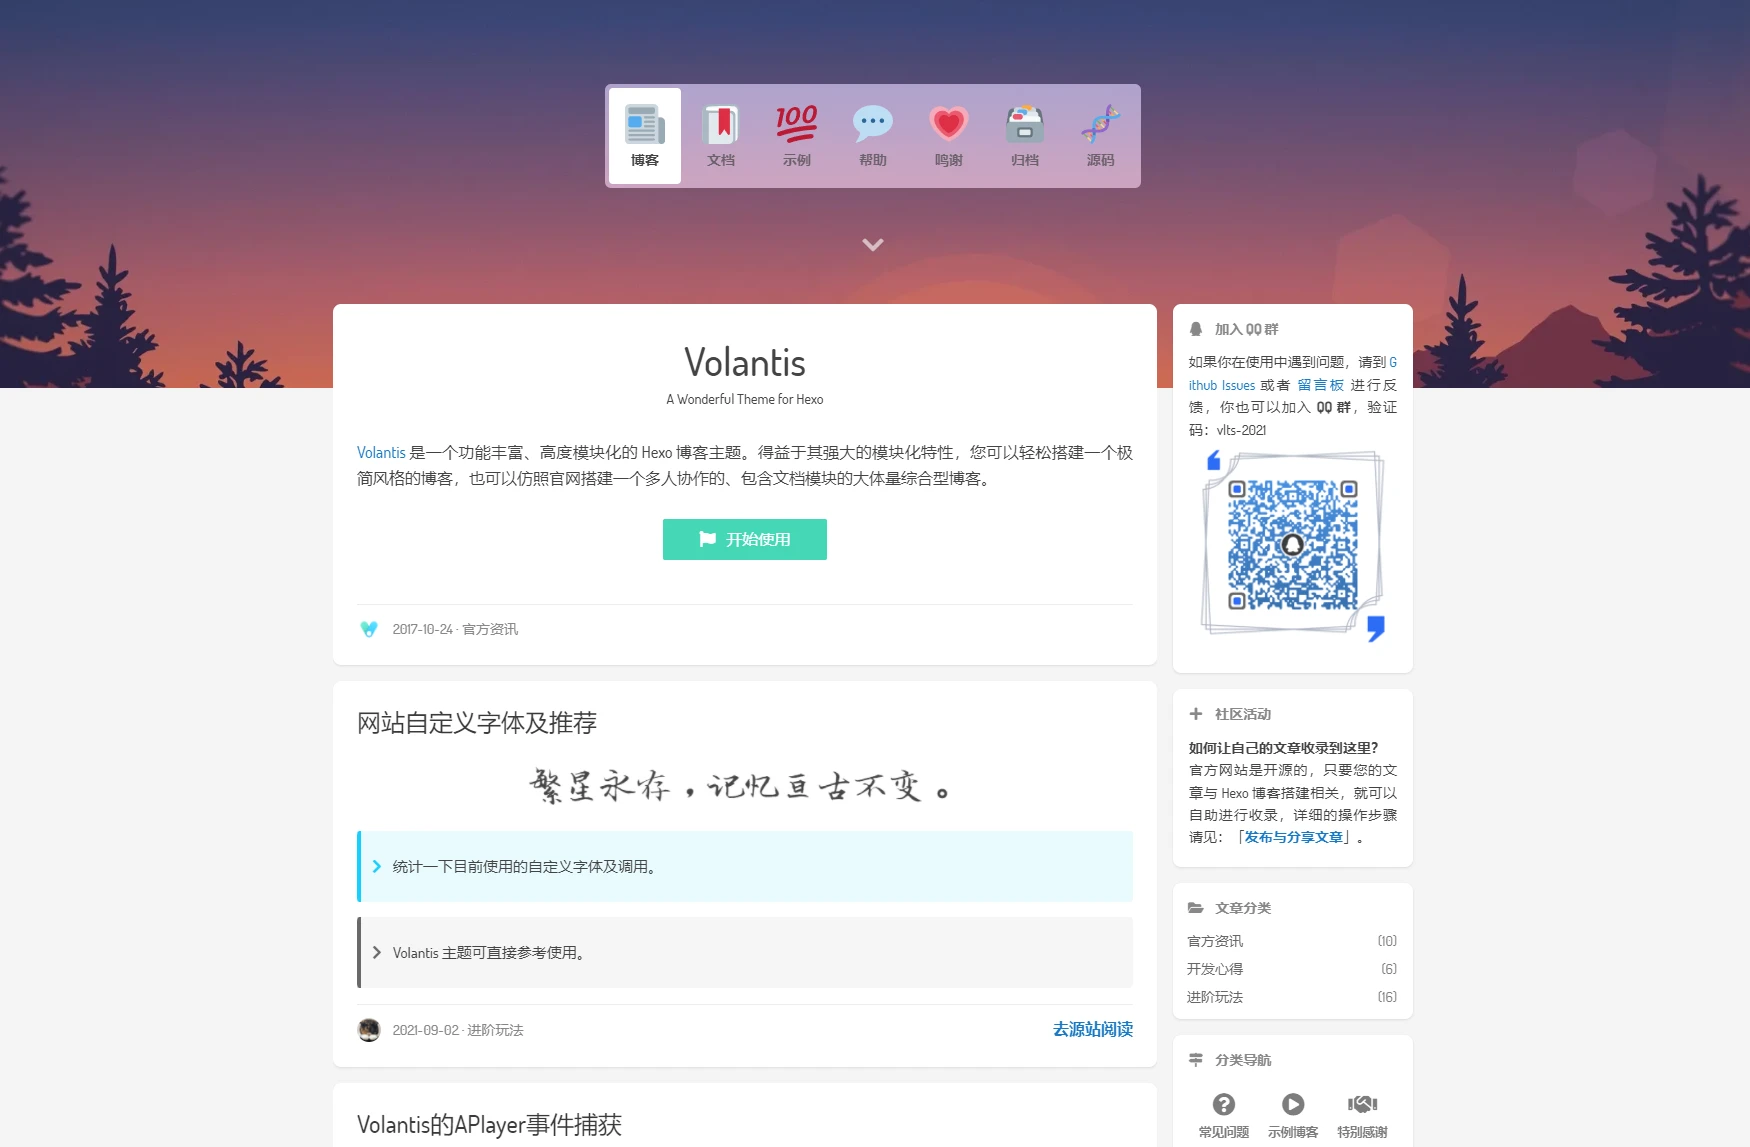 博客
文档
100
示例
帮助
鸣谢
归档
源码
Volantis
A Wonderful Theme for Hexo
Volantis 是一个功能丰富、高度模块化的 Hexo 博客主题。得益于其强大的模块化特性，您可以轻松搭建一个极
简风格的博客，也可以仿照官网搭建一个多人协作的、包含文档模块的大体量综合型博客。
开始使用
2017-10-24 · 官方资讯
网站自定义字体及推荐
繁星永存，记忆亘古不变。
统计一下目前使用的自定义字体及调用。
Volantis 主题可直接参考使用。
2021-09-02 · 进阶玩法
去源站阅读
Volantis的APlayer事件捕获
加入 QQ 群
如果你在使用中遇到问题，请到 G
ithub Issues 或者 留言板 进行反
馈，你也可以加入 QQ 群，验证
码：vlts-2021
社区活动
如何让自己的文章收录到这里？
官方网站是开源的，只要您的文
章与 Hexo 博客搭建相关，就可以
自助进行收录，详细的操作步骤
请见：「发布与分享文章」。
文章分类
官方资讯 (10)
开发心得 (6)
进阶玩法 (16)
分类导航
常见问题
示例博客
特别感谢